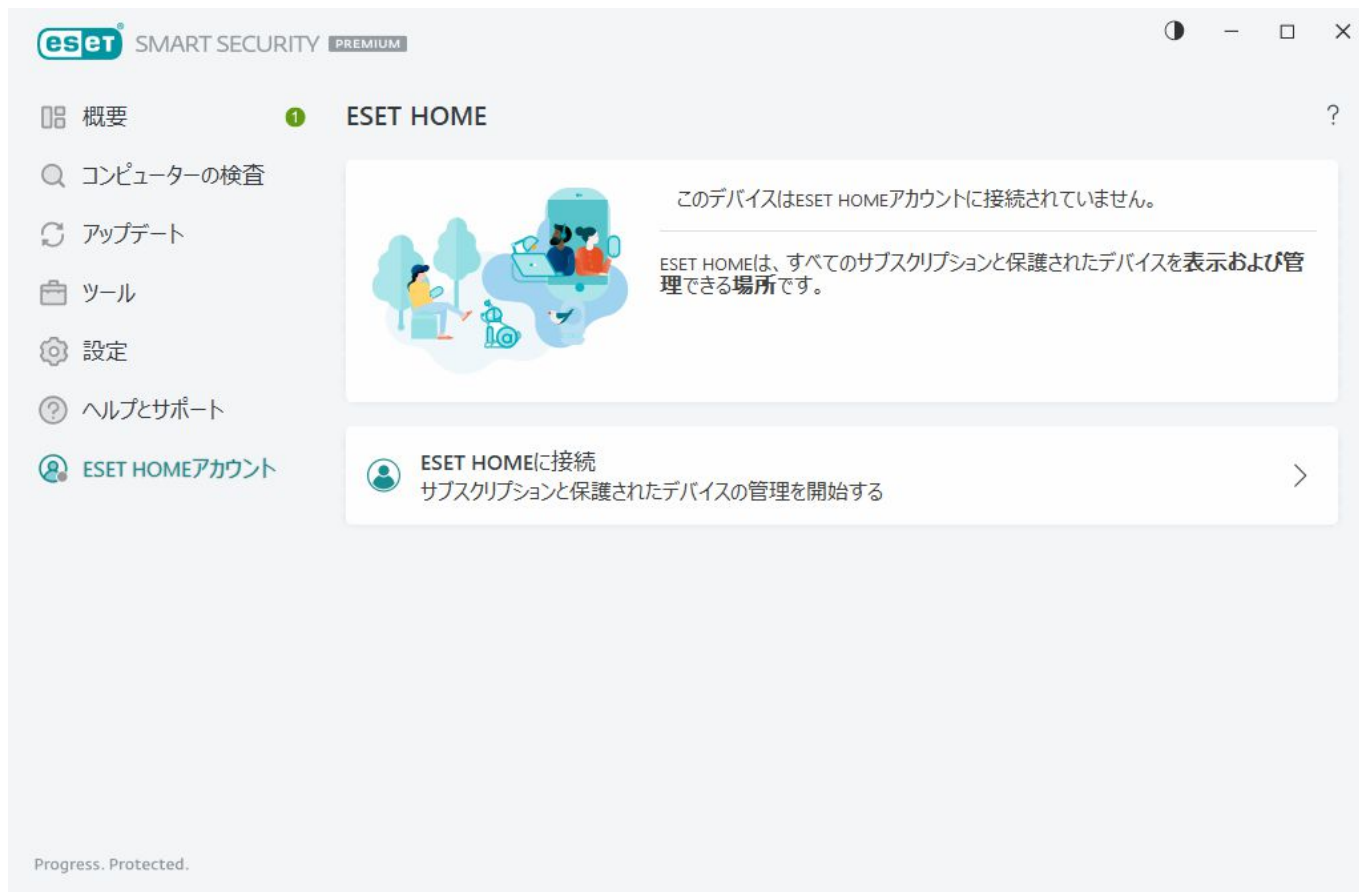 eset® SMART SECURITY PREMIUM
概要 1
コンピューターの検査
アップデート
ツール
設定
ヘルプとサポート
ESET HOMEアカウント
ESET HOME ?
このデバイスはESET HOMEアカウントに接続されていません。
ESET HOMEは、すべてのサブスクリプションと保護されたデバイスを表示および管
理できる場所です。
ESET HOMEに接続
サブスクリプションと保護されたデバイスの管理を開始する
Progress. Protected.